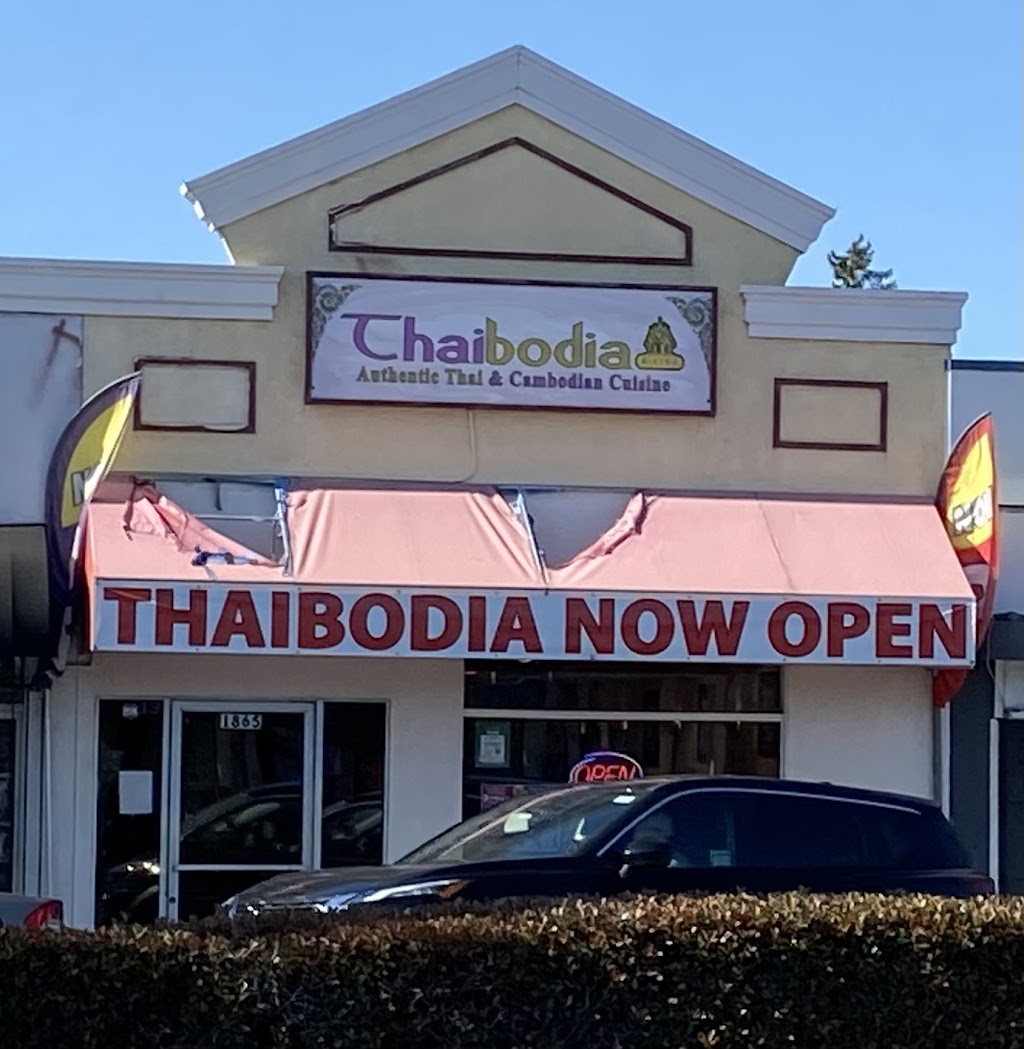 Thaibodia
BISTRO
Authentic Thai & Cambodian Cuisine
THAIBODIA NOW OPEN
1865
OPEN